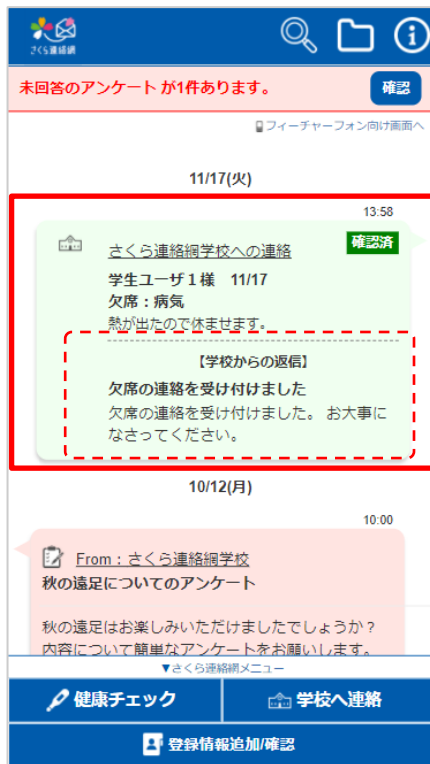 さくら連絡網
未回答のアンケート が1件あります。
確認
フィーチャーフォン向け画面へ
11/17(火)
13:58
さくら連絡網学校への連絡
確認済
学生ユーザ１様 11/17
欠席：病気
熱が出たので休ませます。
【学校からの返信】
欠席の連絡を受け付けました
欠席の連絡を受け付けました。 お大事に
なさってください。
10/12(月)
10:00
From：さくら連絡網学校
秋の遠足についてのアンケート
秋の遠足はお楽しみいただけましたでしょうか？
内容について簡単なアンケートをお願いします。
▼さくら連絡網メニュー
健康チェック
学校へ連絡
登録情報追加/確認